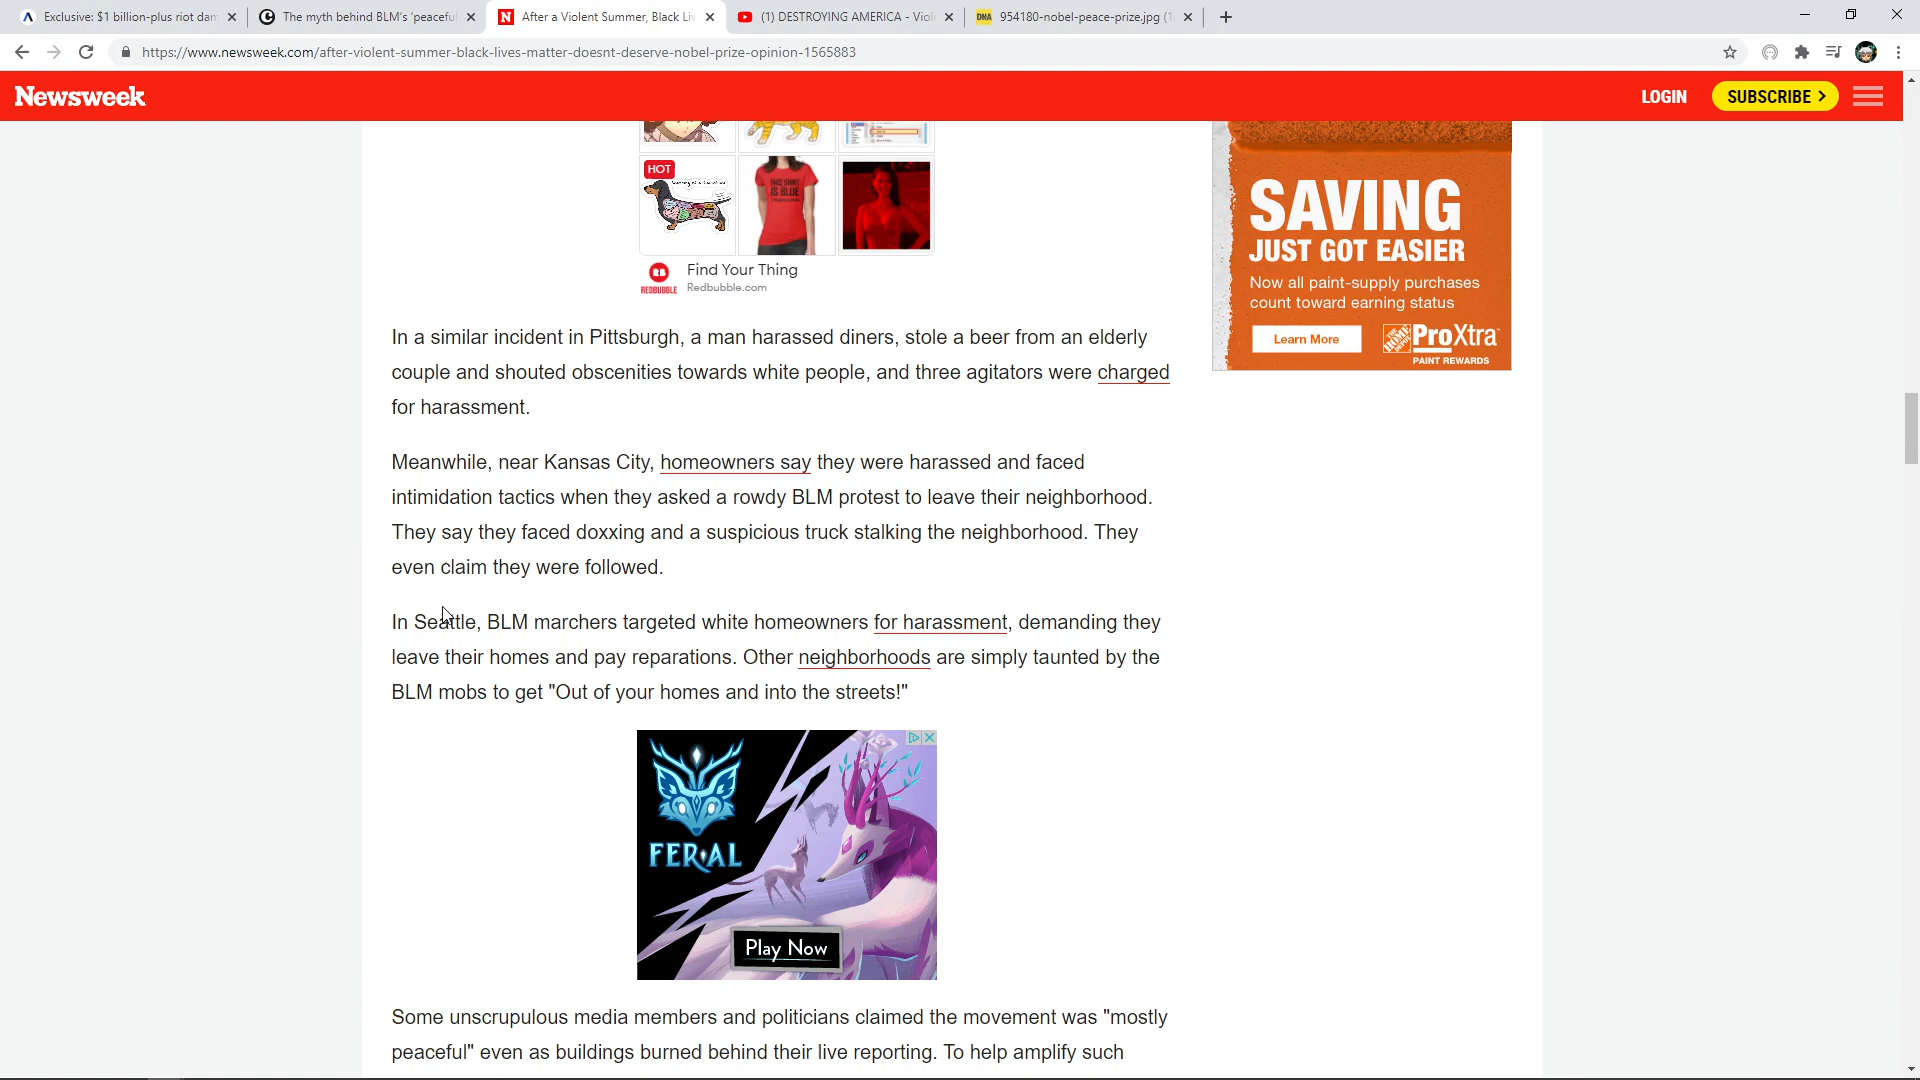 Exclusive: $1 billion-plus riot dam
The myth behind BLM's 'peaceful
After a Violent Summer, Black Liv
(1) DESTROYING AMERICA - Viol
DNA 954180-nobel-peace-prize.jpg (1
https://www.newsweek.com/after-violent-summer-black-lives-matter-doesnt-deserve-nobel-prize-opinion-1565883
Newsweek
LOGIN
SUBSCRIBE >
HOT
THIS SHIRT
IS BLUE
Find Your Thing
REDBUBBLE
Redbubble.com
SAVING
JUST GOT EASIER
Now all paint-supply purchases
count toward earning status
Learn More
THE HOME DEPOT
ProXtra
PAINT REWARDS
In a similar incident in Pittsburgh, a man harassed diners, stole a beer from an elderly
couple and shouted obscenities towards white people, and three agitators were charged
for harassment.
Meanwhile, near Kansas City, homeowners say they were harassed and faced
intimidation tactics when they asked a rowdy BLM protest to leave their neighborhood.
They say they faced doxxing and a suspicious truck stalking the neighborhood. They
even claim they were followed.
In Seattle, BLM marchers targeted white homeowners for harassment, demanding they
leave their homes and pay reparations. Other neighborhoods are simply taunted by the
BLM mobs to get "Out of your homes and into the streets!"
FERAL
Play Now
Some unscrupulous media members and politicians claimed the movement was "mostly
peaceful" even as buildings burned behind their live reporting. To help amplify such